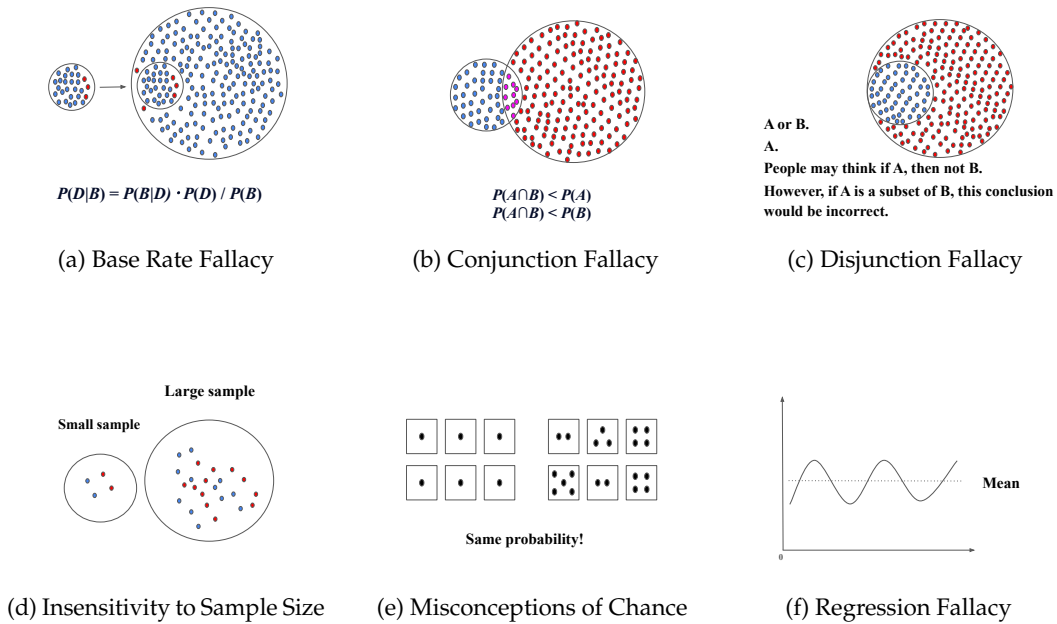 P(D|B) = P(B|D) · P(D) / P(B)
(a) Base Rate Fallacy
P(A∩B) < P(A)
P(A∩B) < P(B)
(b) Conjunction Fallacy
A or B.
A.
People may think if A, then not B.
However, if A is a subset of B, this conclusion
would be incorrect.
(c) Disjunction Fallacy
Small sample
Large sample
(d) Insensitivity to Sample Size
Same probability!
(e) Misconceptions of Chance
Mean
0
(f) Regression Fallacy